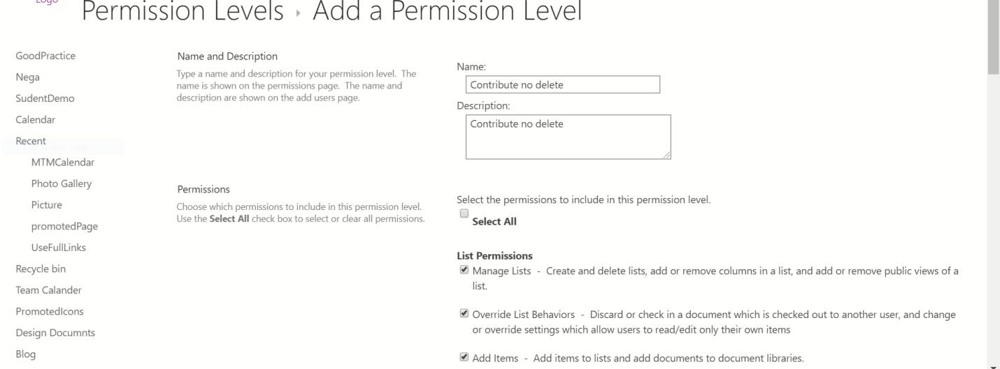 Logo
Permission Levels ▸ Add a Permission Level
GoodPractice
Nega
SudentDemo
Calendar
Recent
MTMCalendar
Photo Gallery
Picture
promotedPage
UseFullLinks
Recycle bin
Team Calander
PromotedIcons
Design Documnts
Blog
Name and Description
Type a name and description for your permission level. The
name is shown on the permissions page. The name and
description are shown on the add users page.
Name:
Contribute no delete
Description:
Contribute no delete
Permissions
Choose which permissions to include in this permission level.
Use the Select All check box to select or clear all permissions.
Select the permissions to include in this permission level.
Select All
List Permissions
Manage Lists - Create and delete lists, add or remove columns in a list, and add or remove public views of a
list.
Override List Behaviors - Discard or check in a document which is checked out to another user, and change
or override settings which allow users to read/edit only their own items
Add Items - Add items to lists and add documents to document libraries.